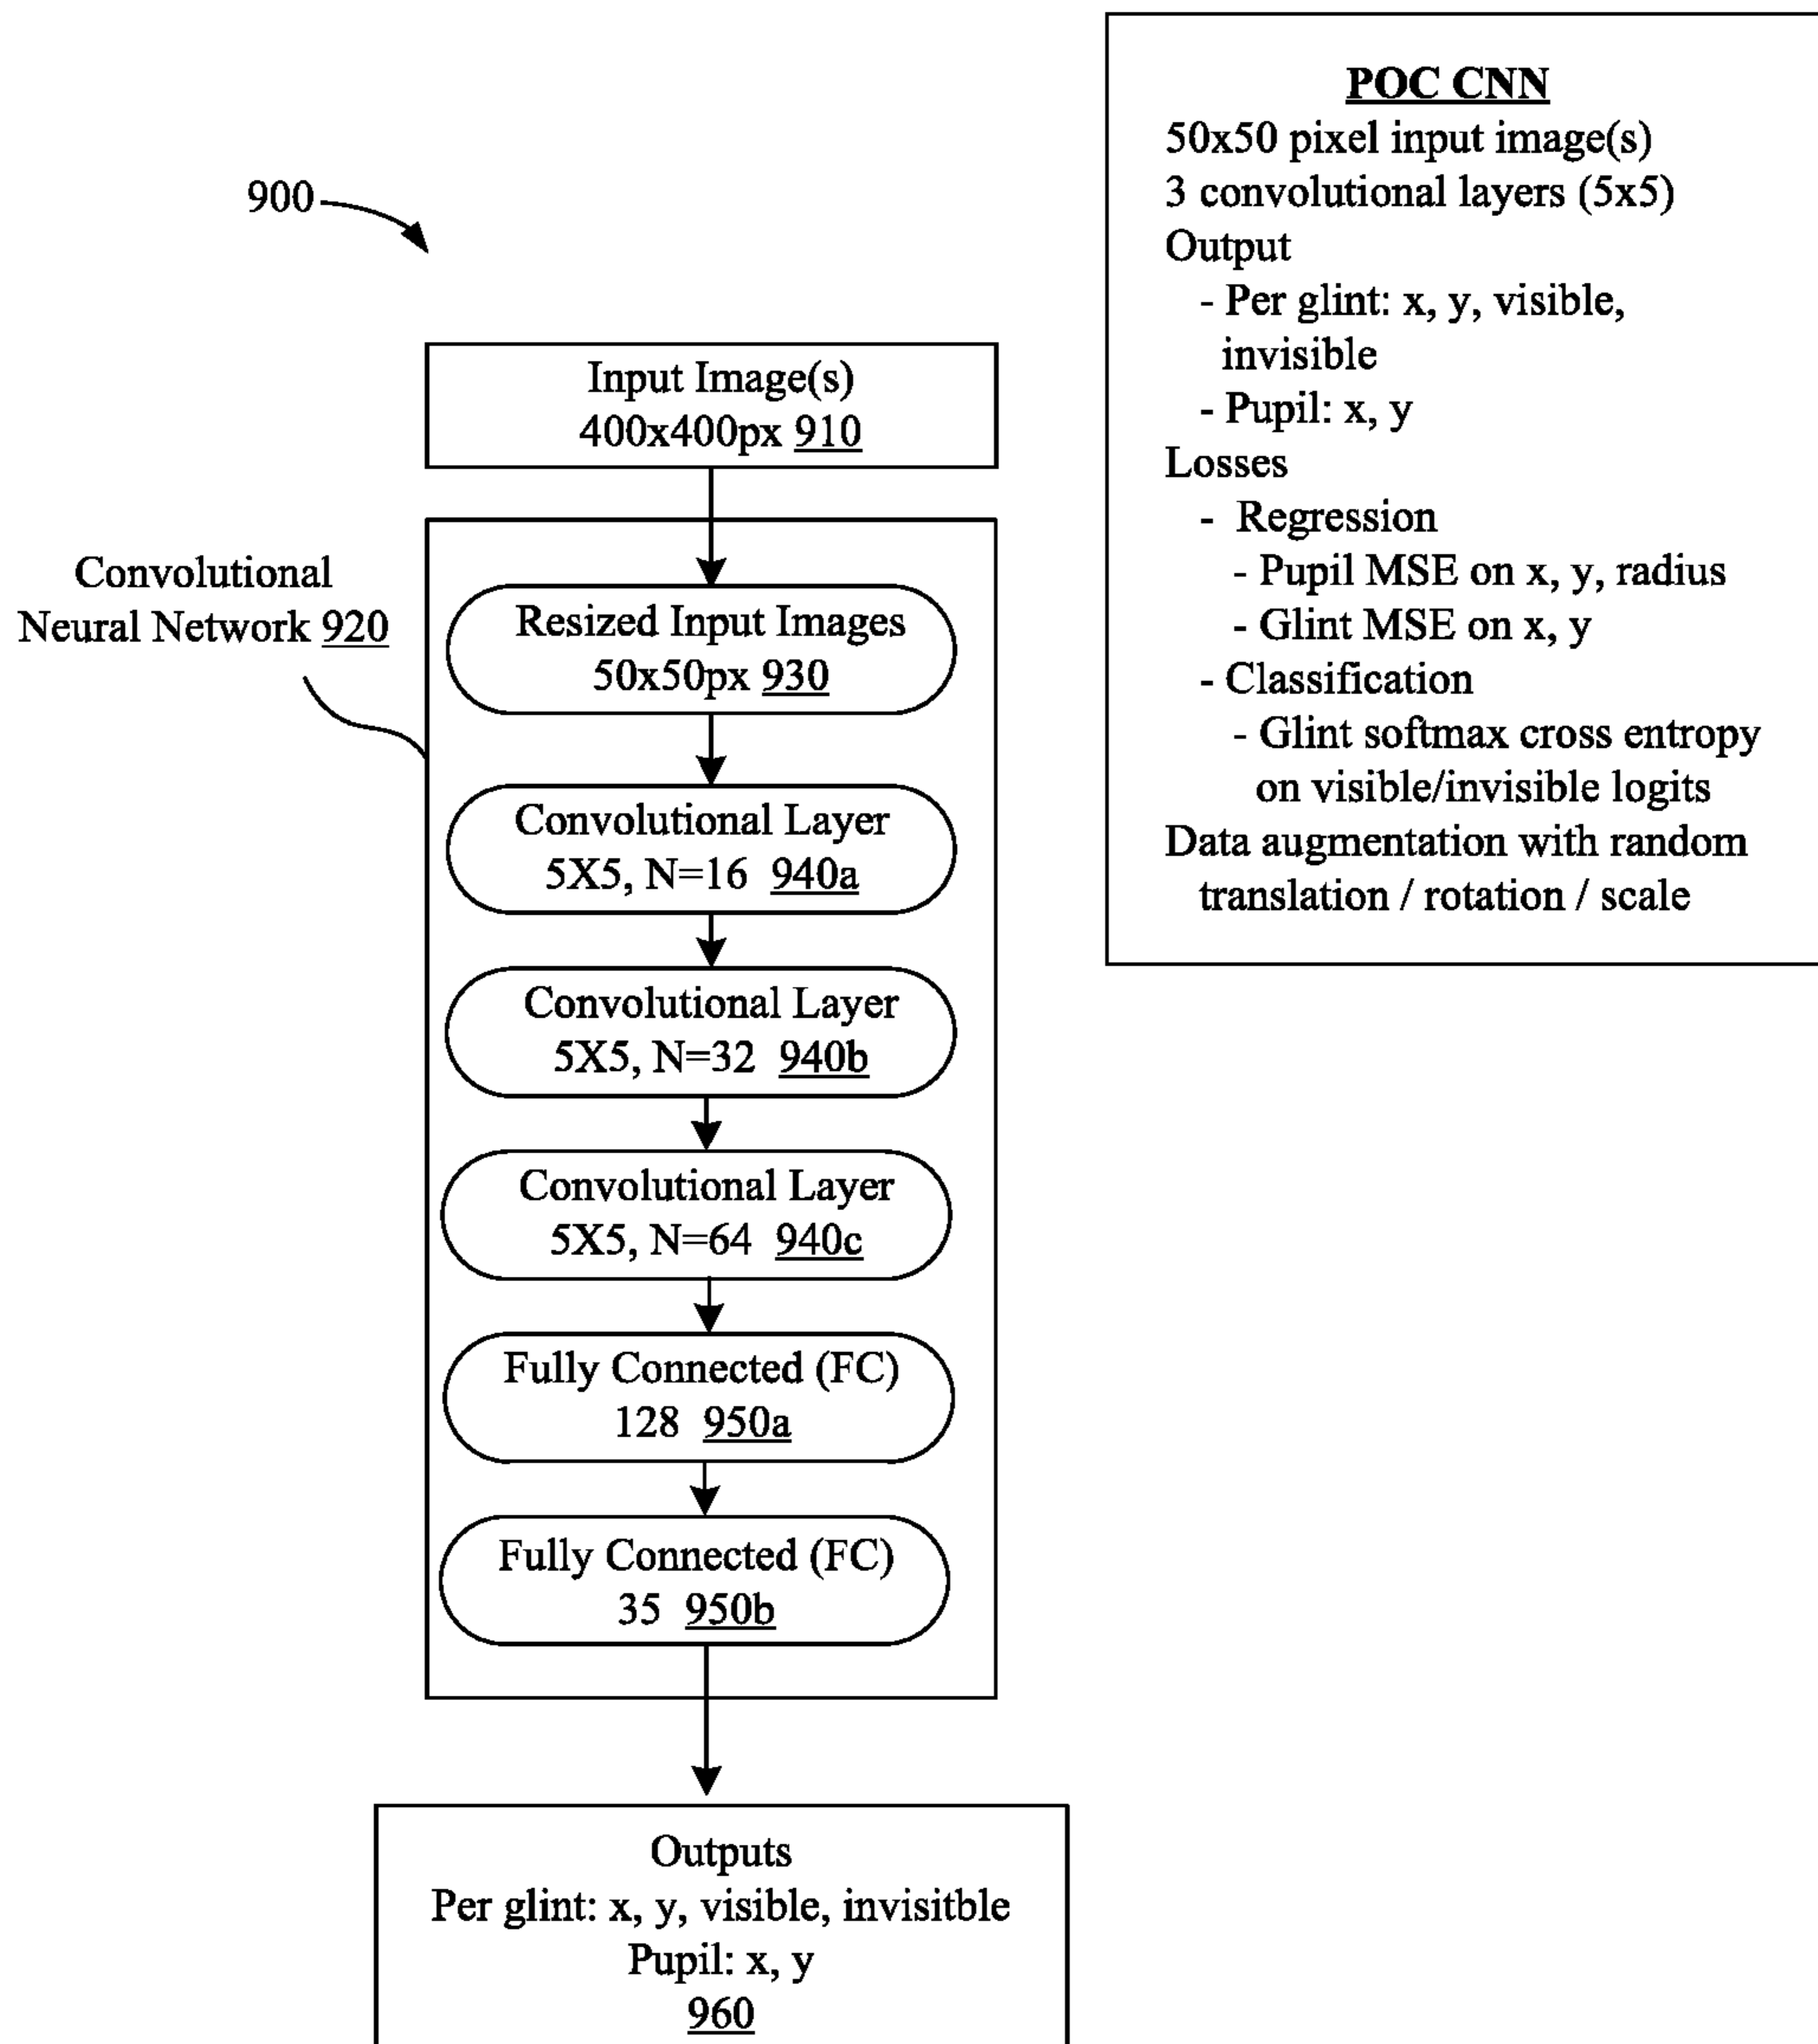 900
Input Image(s)
400x400px 910
Convolutional
Neural Network 920
Resized Input Images
50x50px 930
Convolutional Layer
5X5, N=16 940a
Convolutional Layer
5X5, N=32 940b
Convolutional Layer
5X5, N=64 940c
Fully Connected (FC)
128 950a
Fully Connected (FC)
35 950b
Outputs
Per glint: x, y, visible, invisitble
Pupil: x, y
960
POC CNN
50x50 pixel input image(s)
3 convolutional layers (5x5)
Output
- Per glint: x, y, visible,
invisible
- Pupil: x, y
Losses
- Regression
- Pupil MSE on x, y, radius
- Glint MSE on x, y
- Classification
- Glint softmax cross entropy
on visible/invisible logits
Data augmentation with random
translation / rotation / scale